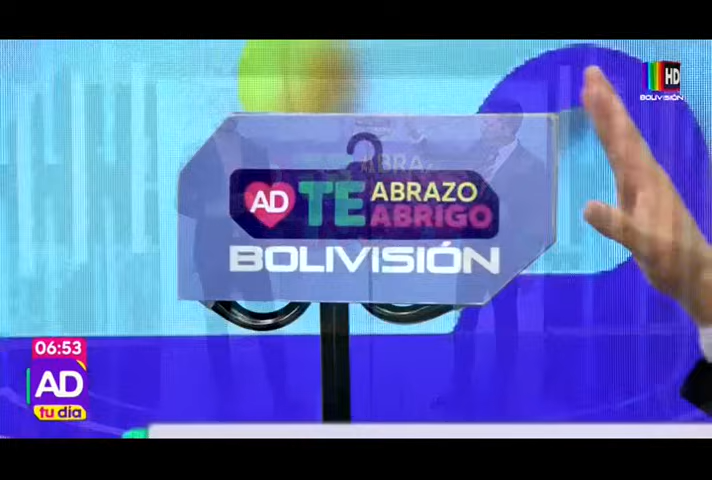 HD
BOLIVISIÓN
AD TE ABRAZO
ABRIGO
BOLIVISIÓN
06:53
AD
tu día